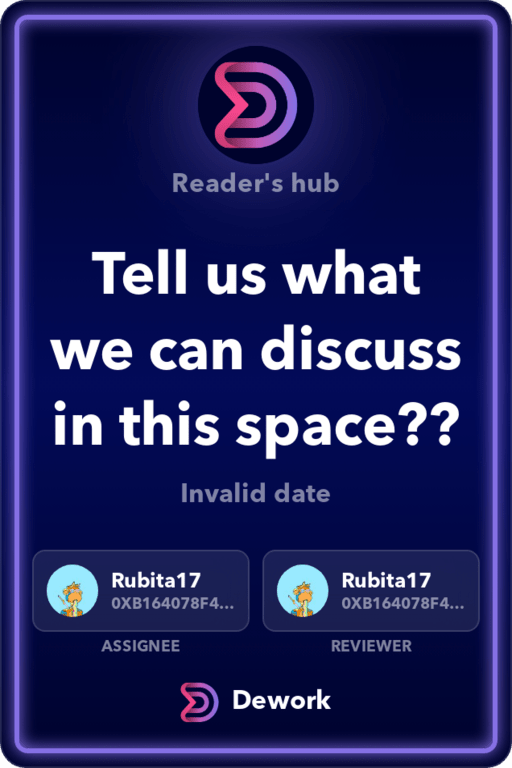 Reader's hub
Tell us what
we can discuss
in this space??
Invalid date
Rubita17
0XB164078F4...
Rubita17
0XB164078F4...
ASSIGNEE
REVIEWER
Dework